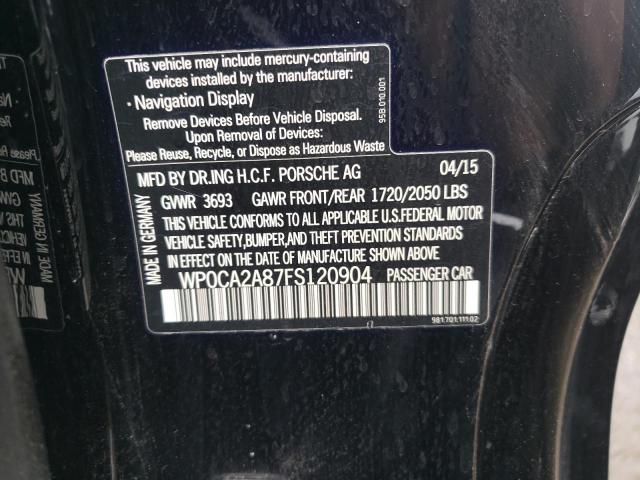 This vehicle may include mercury-containing
devices installed by the manufacturer:
• Navigation Display
Remove Devices Before Vehicle Disposal.
Upon Removal of Devices:
Please Reuse, Recycle, or Dispose as Hazardous Waste
95B.010.001
MFD BY DR.ING H.C.F. PORSCHE AG 04/15
GVWR 3693 GAWR FRONT/REAR 1720/2050 LBS
THIS VEHICLE CONFORMS TO ALL APPLICABLE U.S.FEDERAL MOTOR
VEHICLE SAFETY,BUMPER,AND THEFT PREVENTION STANDARDS
IN EFFECT ON THE DATE OF MANUFACTURE SHOWN ABOVE.
WP0CA2A87FS120904 PASSENGER CAR
MADE IN GERMANY
981.701.111.02